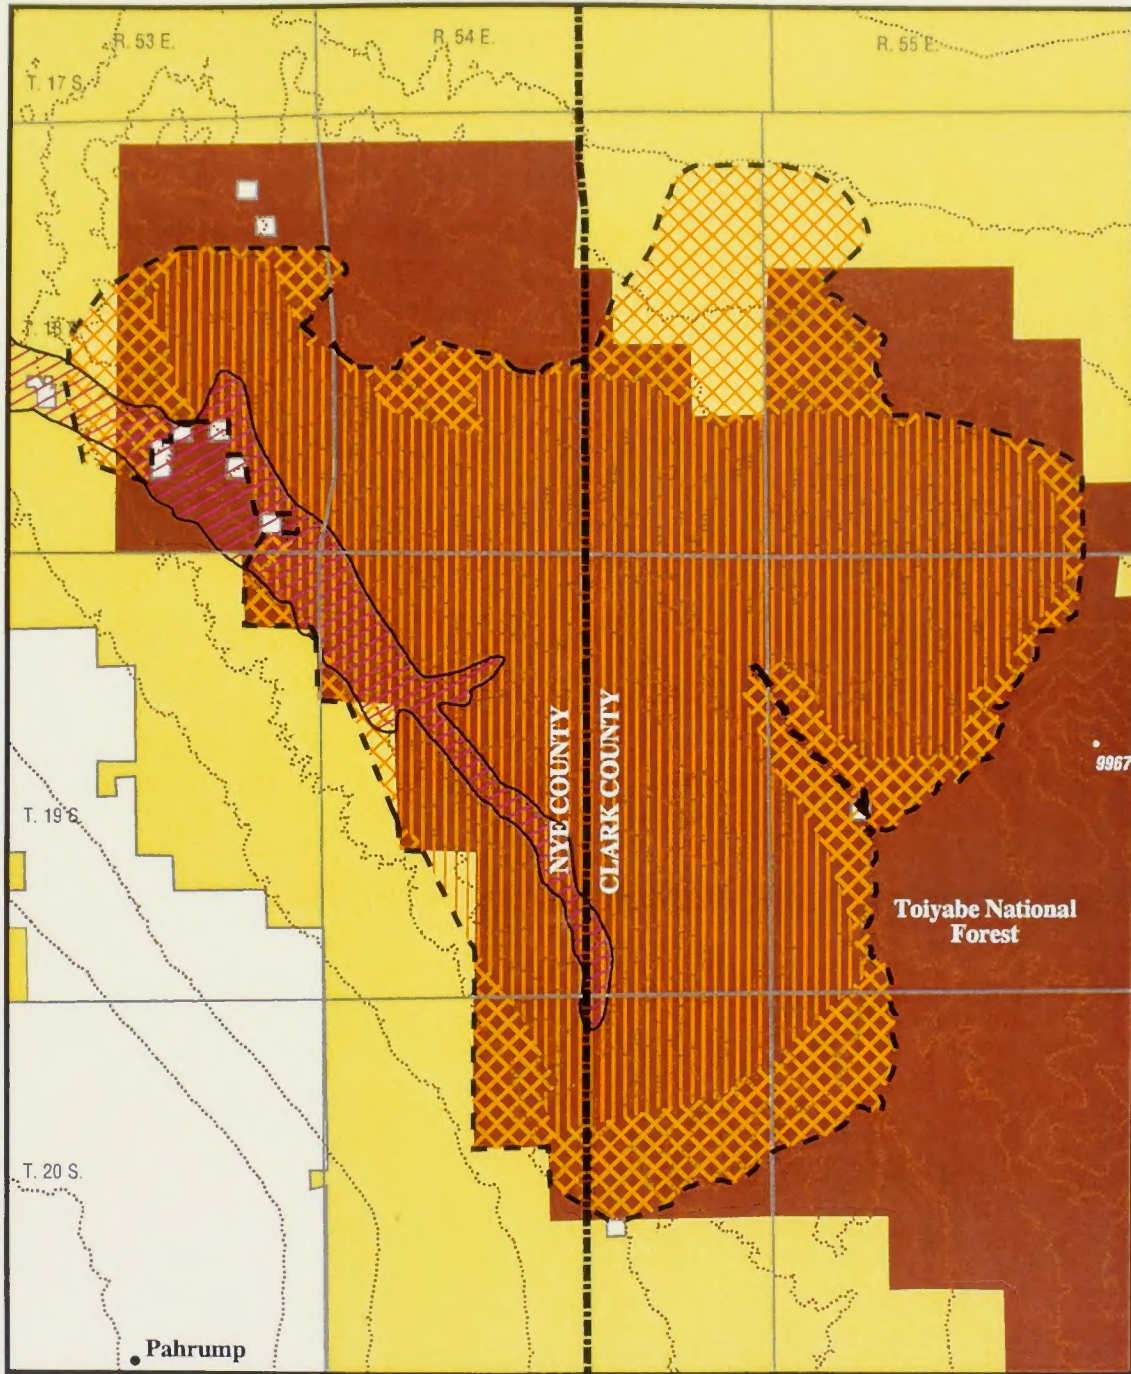 R. 53 E.
R. 54 E.
R. 55 E.
T. 17 S.
T. 18 S.
NYE COUNTY
CLARK COUNTY
9967
T. 19 S.
Toiyabe National
Forest
T. 20 S.
Pahrump